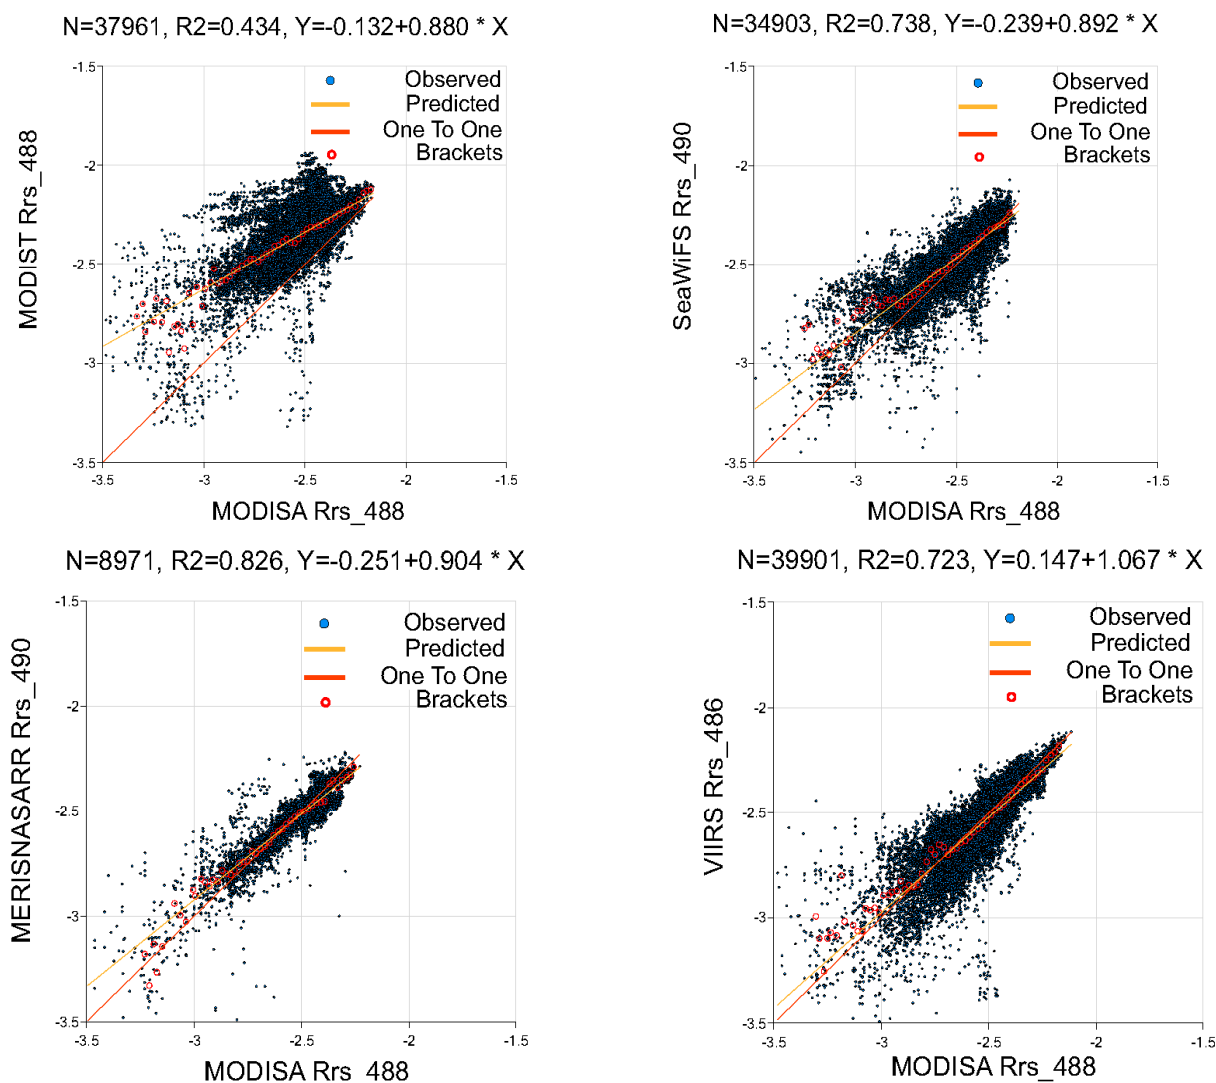 N=37961, R2=0.434, Y=-0.132+0.880 * X
-1.5
Observed
Predicted
One To One
Brackets
-2
-2.5
-3
-3.5
MODIST Rrs_488
-3.5 -3 -2.5 -2 -1.5
MODISA Rrs_488
N=34903, R2=0.738, Y=-0.239+0.892 * X
-1.5
Observed
Predicted
One To One
Brackets
-2
-2.5
-3
-3.5
SeaWiFS Rrs_490
-3.5 -3 -2.5 -2 -1.5
MODISA Rrs_488
N=8971, R2=0.826, Y=-0.251+0.904 * X
-1.5
Observed
Predicted
One To One
Brackets
-2
-2.5
-3
-3.5
MERISNASARR Rrs_490
-3.5 -3 -2.5 -2 -1.5
MODISA Rrs_488
N=39901, R2=0.723, Y=0.147+1.067 * X
-1.5
Observed
Predicted
One To One
Brackets
-2
-2.5
-3
-3.5
VIIRS Rrs_486
-3.5 -3 -2.5 -2 -1.5
MODISA Rrs_488